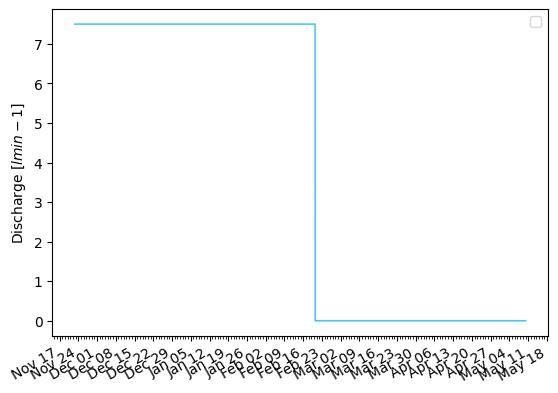 7
6
5
4
3
2
1
0
Discharge [lmin − 1]
Nov 17
Nov 24
Dec 01
Dec 08
Dec 15
Dec 22
Dec 29
Jan 05
Jan 12
Jan 19
Jan 26
Feb 02
Feb 09
Feb 16
Feb 23
Mar 02
Mar 09
Mar 16
Mar 23
Mar 30
Apr 06
Apr 13
Apr 20
Apr 27
May 04
May 11
May 18